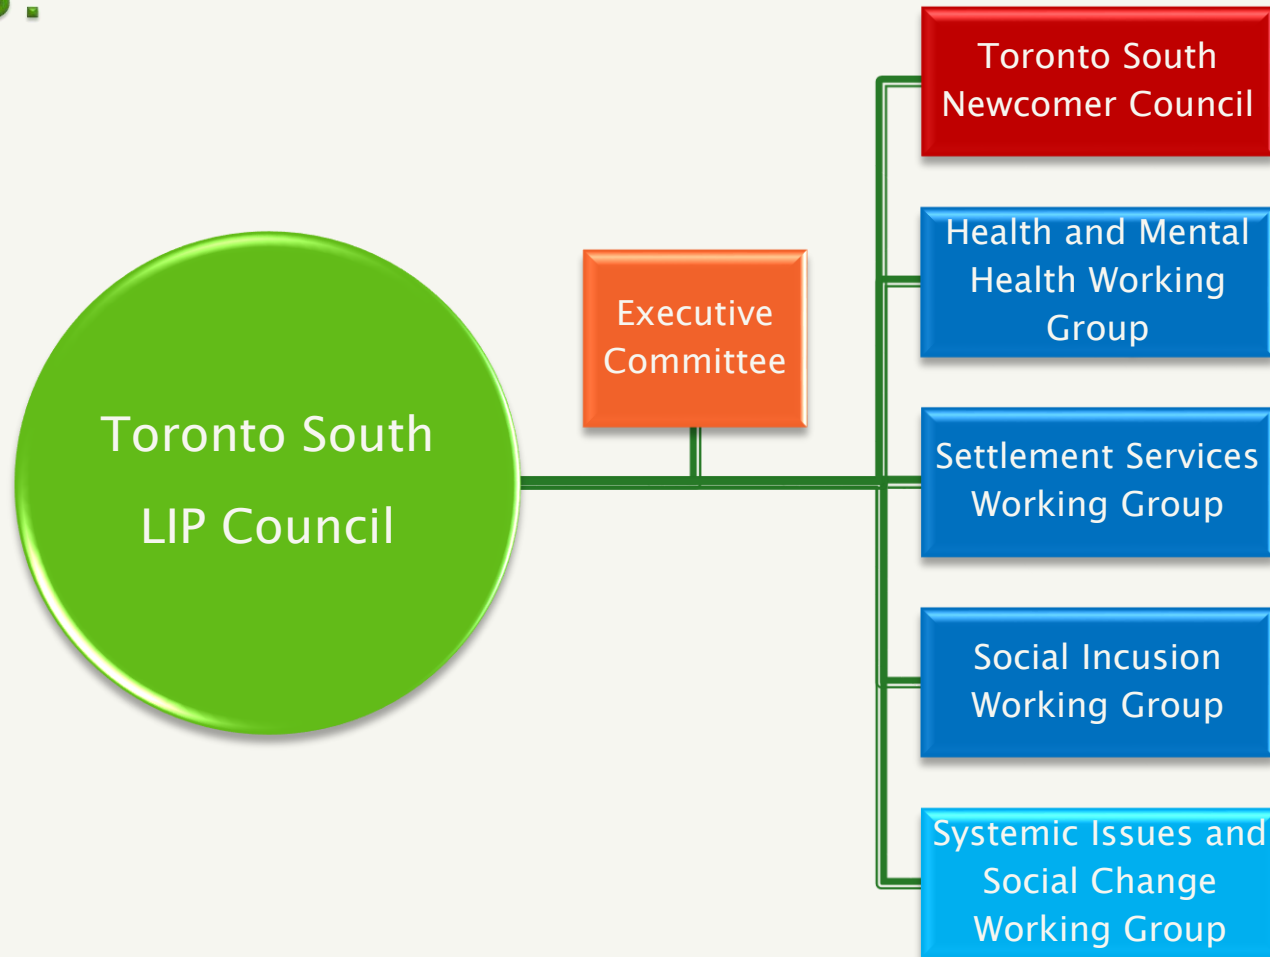 Toronto South
LIP Council
Executive
Committee
Toronto South
Newcomer Council
Health and Mental
Health Working
Group
Settlement Services
Working Group
Social Incusion
Working Group
Systemic Issues and
Social Change
Working Group